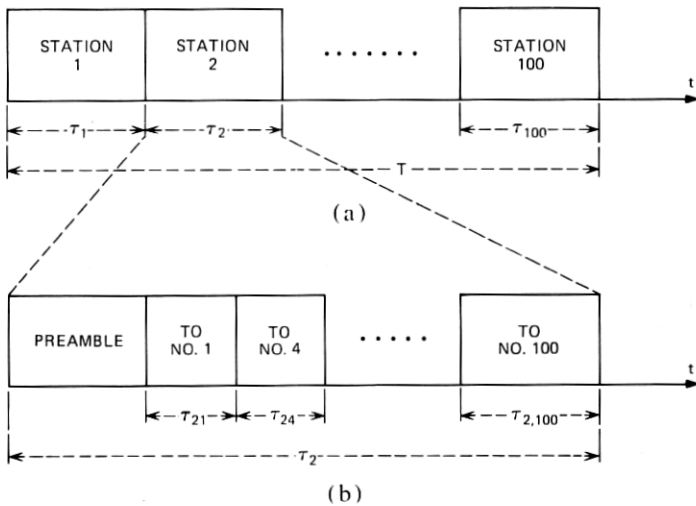 STATION 1
STATION 2
. . . . . . .
STATION 100
t
τ₁
τ₂
τ₁₀₀
T
(a)
PREAMBLE
TO NO. 1
TO NO. 4
. . . . .
TO NO. 100
t
τ₂₁
τ₂₄
τ₂,₁₀₀
τ₂
(b)